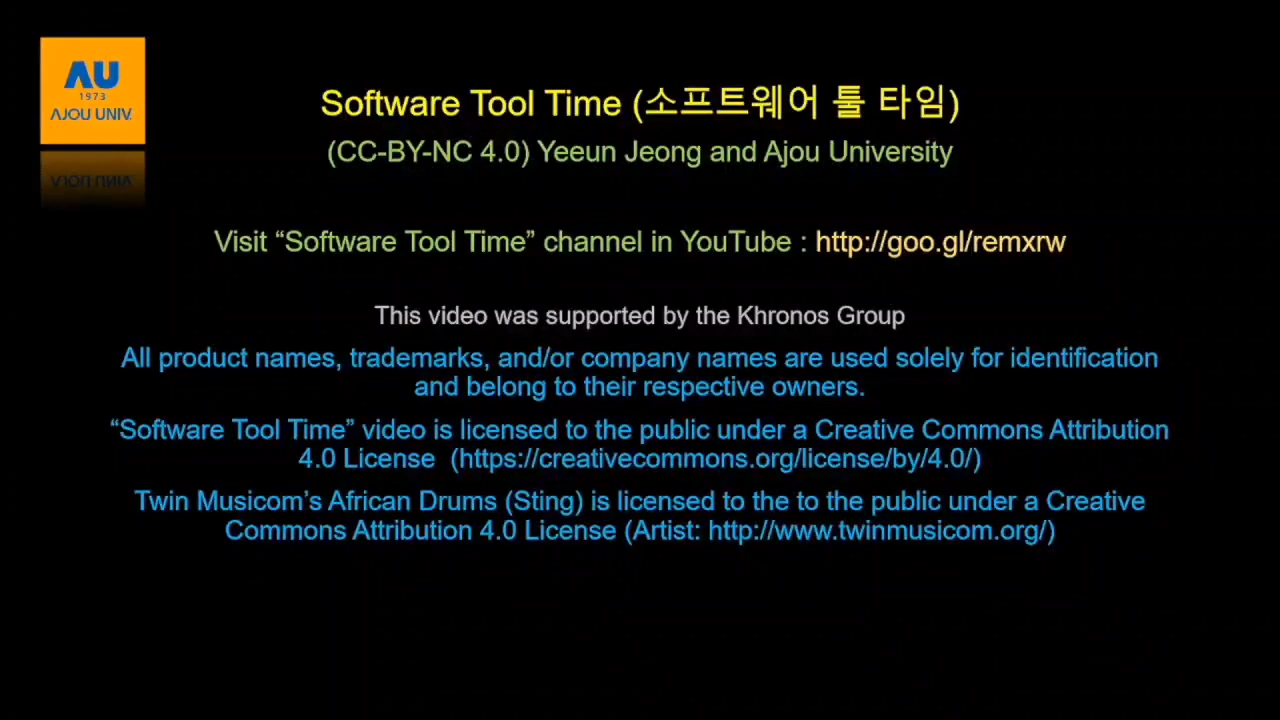 AU
1973
AJOU UNIV.
Software Tool Time (소프트웨어 툴 타임)
(CC-BY-NC 4.0) Yeeun Jeong and Ajou University
Visit “Software Tool Time” channel in YouTube : http://goo.gl/remxrw
This video was supported by the Khronos Group
All product names, trademarks, and/or company names are used solely for identification
and belong to their respective owners.
“Software Tool Time” video is licensed to the public under a Creative Commons Attribution
4.0 License (https://creativecommons.org/license/by/4.0/)
Twin Musicom’s African Drums (Sting) is licensed to the to the public under a Creative
Commons Attribution 4.0 License (Artist: http://www.twinmusicom.org/)